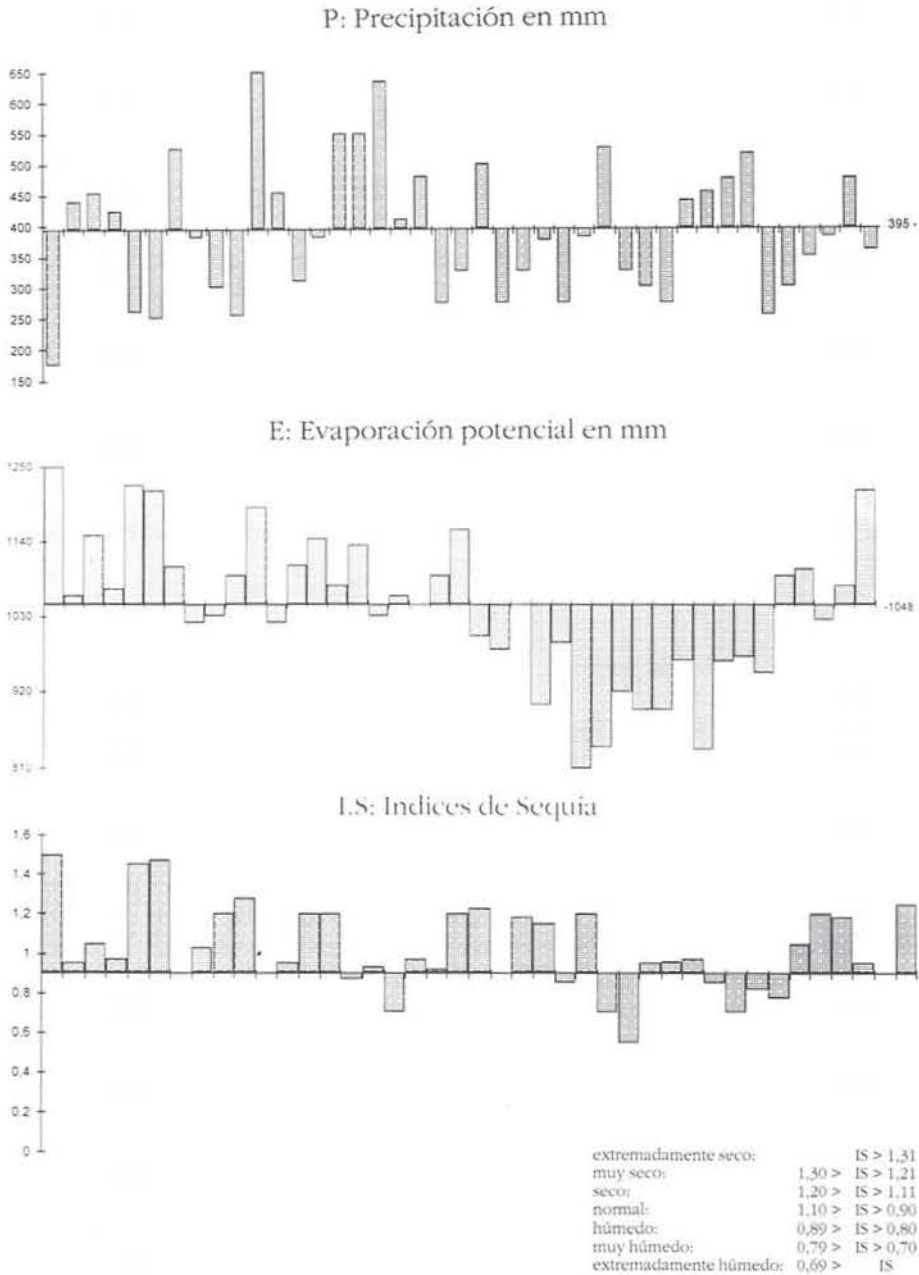 P: Precipitación en mm
650
600
550
500
450
400
350
300
250
200
150
395 -
E: Evaporación potencial en mm
1250
1140
1030
920
810
-1048
I.S: Indices de Sequia
1.6
1.4
1.2
1
0.8
0.6
0.4
0.2
0
extremadamente seco: IS > 1,31
muy seco: 1,30 > IS > 1,21
seco: 1,20 > IS > 1,11
normal: 1,10 > IS > 0,90
húmedo: 0,89 > IS > 0,80
muy húmedo: 0,79 > IS > 0,70
extremadamente húmedo: 0,69 > IS